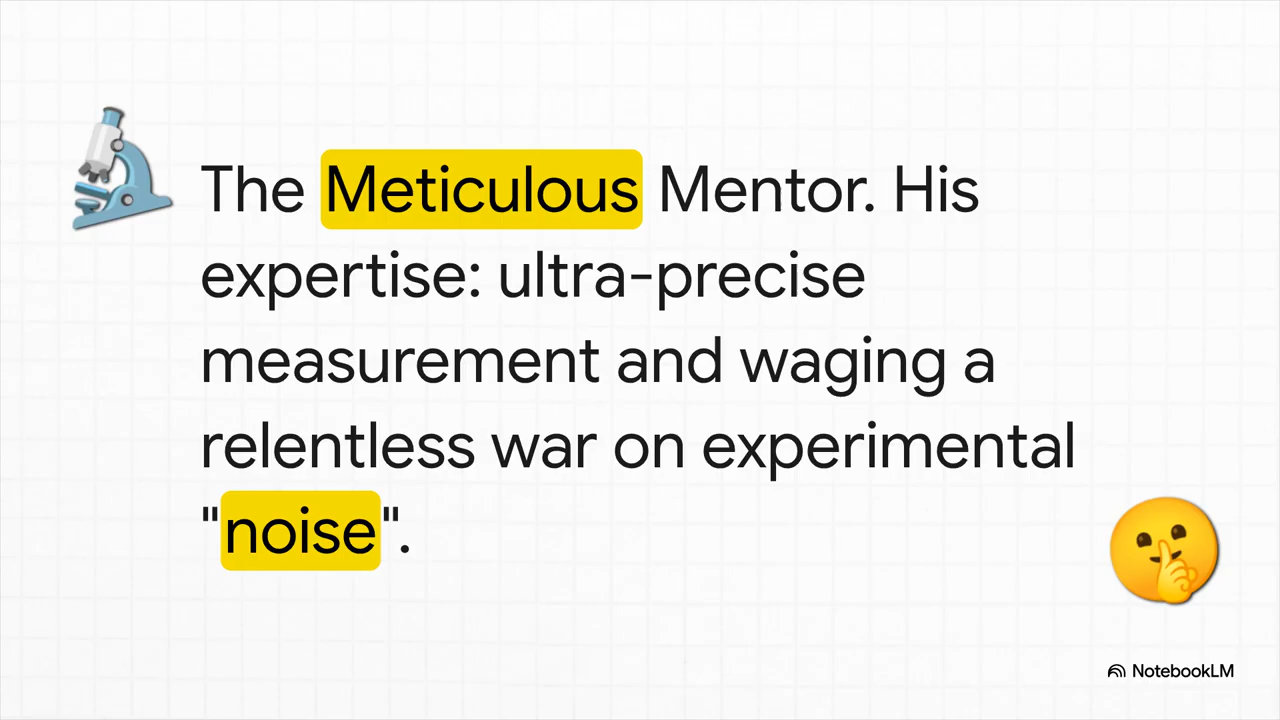 The Meticulous Mentor. His
expertise: ultra-precise
measurement and waging a
relentless war on experimental
"noise".
NotebookLM